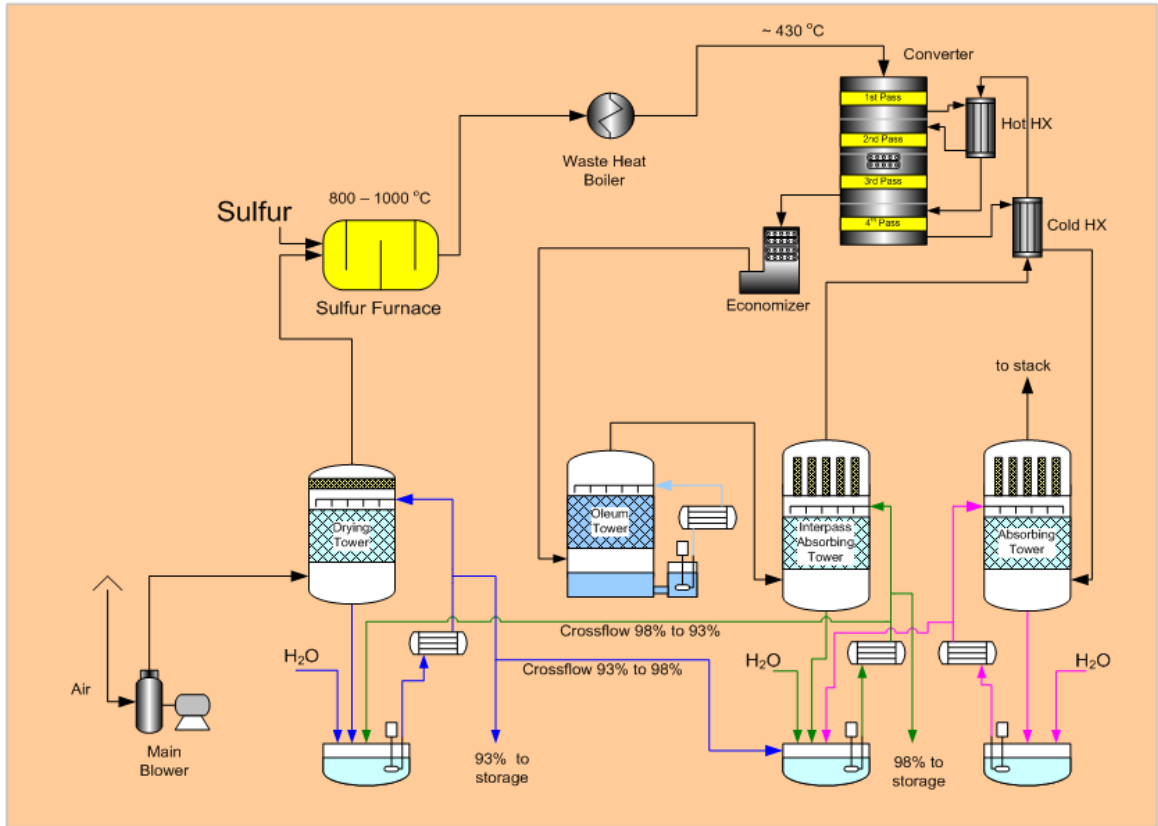 ~ 430 °C
Converter
1st Pass
Hot HX
2nd Pass
Waste Heat
Boiler
3rd Pass
800 – 1000 °C
Sulfur
4th Pass
Cold HX
Sulfur Furnace
Economizer
to stack
Drying
Tower
Oleum
Tower
Interpass
Absorbing
Tower
Absorbing
Tower
Crossflow 98% to 93%
H2O
Crossflow 93% to 98%
H2O
H2O
Air
Main
Blower
93% to
storage
98% to
storage